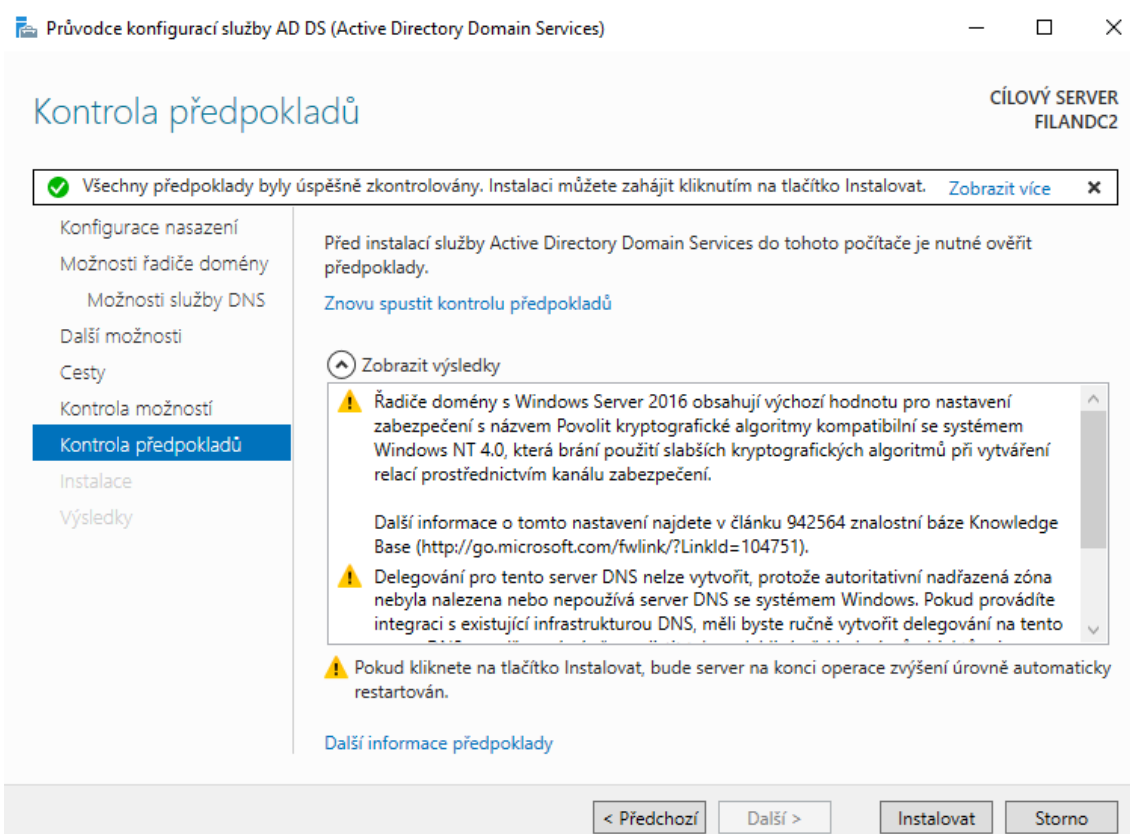 Průvodce konfigurací služby AD DS (Active Directory Domain Services)
Kontrola předpokladů
CÍLOVÝ SERVER
FILANDC2
Všechny předpoklady byly úspěšně zkontrolovány. Instalaci můžete zahájit kliknutím na tlačítko Instalovat. Zobrazit více
Konfigurace nasazení
Možnosti řadiče domény
Možnosti služby DNS
Další možnosti
Cesty
Kontrola možností
Kontrola předpokladů
Instalace
Výsledky
Před instalací služby Active Directory Domain Services do tohoto počítače je nutné ověřit
předpoklady.
Znovu spustit kontrolu předpokladů
Zobrazit výsledky
Řadiče domény s Windows Server 2016 obsahují výchozí hodnotu pro nastavení
zabezpečení s názvem Povolit kryptografické algoritmy kompatibilní se systémem
Windows NT 4.0, která brání použití slabších kryptografických algoritmů při vytváření
relací prostřednictvím kanálu zabezpečení.
Další informace o tomto nastavení najdete v článku 942564 znalostní báze Knowledge
Base (http://go.microsoft.com/fwlink/?LinkId=104751).
Delegování pro tento server DNS nelze vytvořit, protože autoritativní nadřazená zóna
nebyla nalezena nebo nepoužívá server DNS se systémem Windows. Pokud provádíte
integraci s existující infrastrukturou DNS, měli byste ručně vytvořit delegování na tento
Pokud kliknete na tlačítko Instalovat, bude server na konci operace zvýšení úrovně automaticky
restartován.
Další informace předpoklady
< Předchozí
Další >
Instalovat
Storno